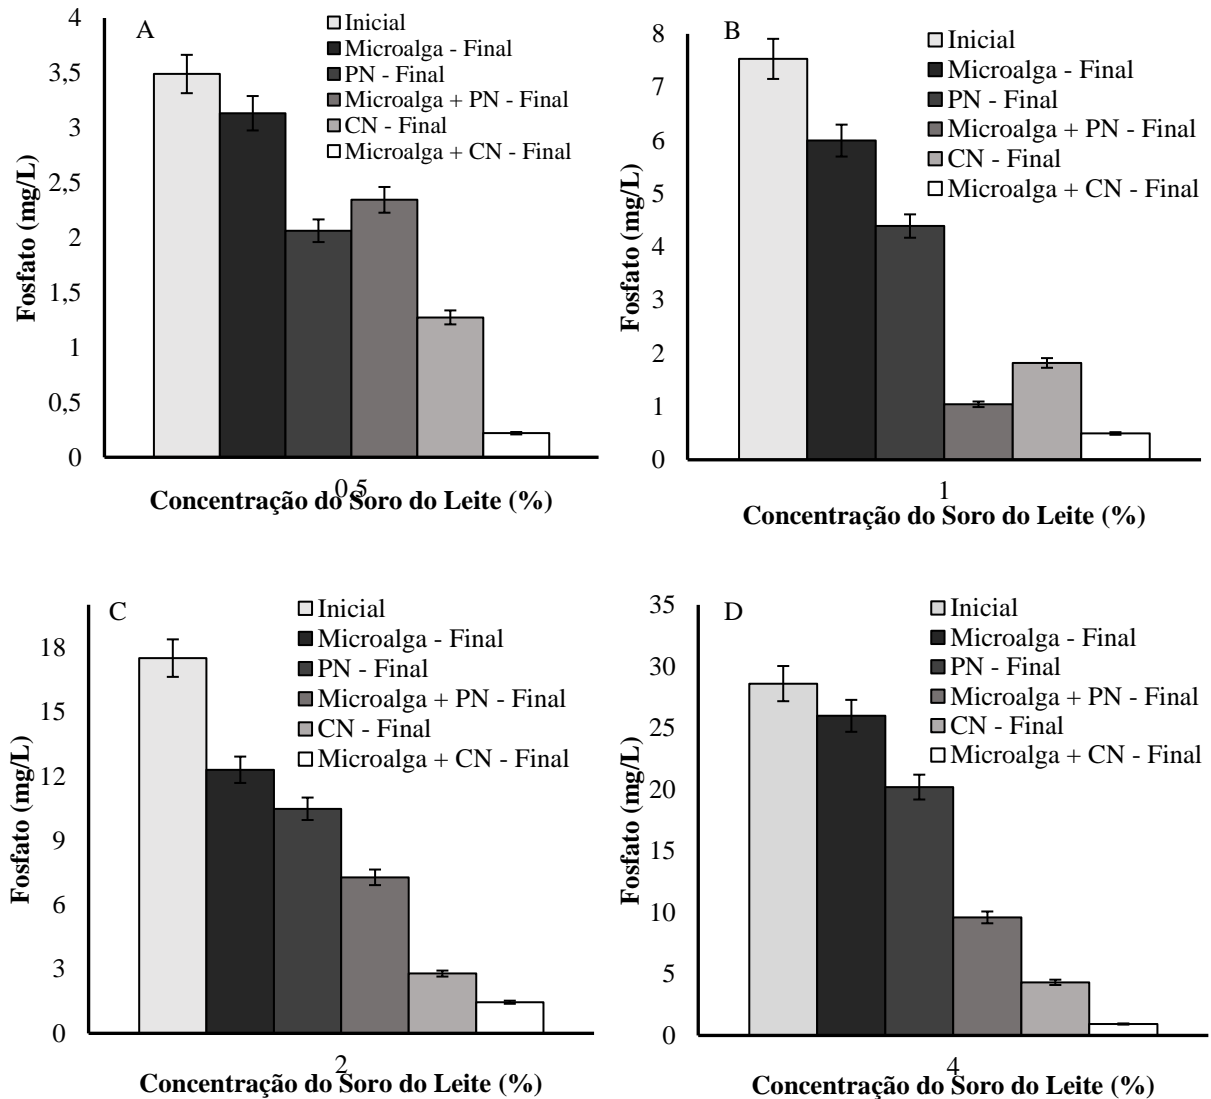 A
Inicial
Microalga - Final
PN - Final
Microalga + PN - Final
CN - Final
Microalga + CN - Final
4
3,5
3
2,5
2
1,5
1
0,5
0
Fosfato (mg/L)
0,5
Concentração do Soro do Leite (%)
B
Inicial
Microalga - Final
PN - Final
Microalga + PN - Final
CN - Final
Microalga + CN - Final
8
7
6
5
4
3
2
1
0
Fosfato (mg/L)
1
Concentração do Soro do Leite (%)
C
Inicial
Microalga - Final
PN - Final
Microalga + PN - Final
CN - Final
Microalga + CN - Final
18
15
12
9
6
3
0
Fosfato (mg/L)
2
Concentração do Soro do Leite (%)
D
Inicial
Microalga - Final
PN - Final
Microalga + PN - Final
CN - Final
Microalga + CN - Final
35
30
25
20
15
10
5
0
Fosfato (mg/L)
4
Concentração do Soro do Leite (%)